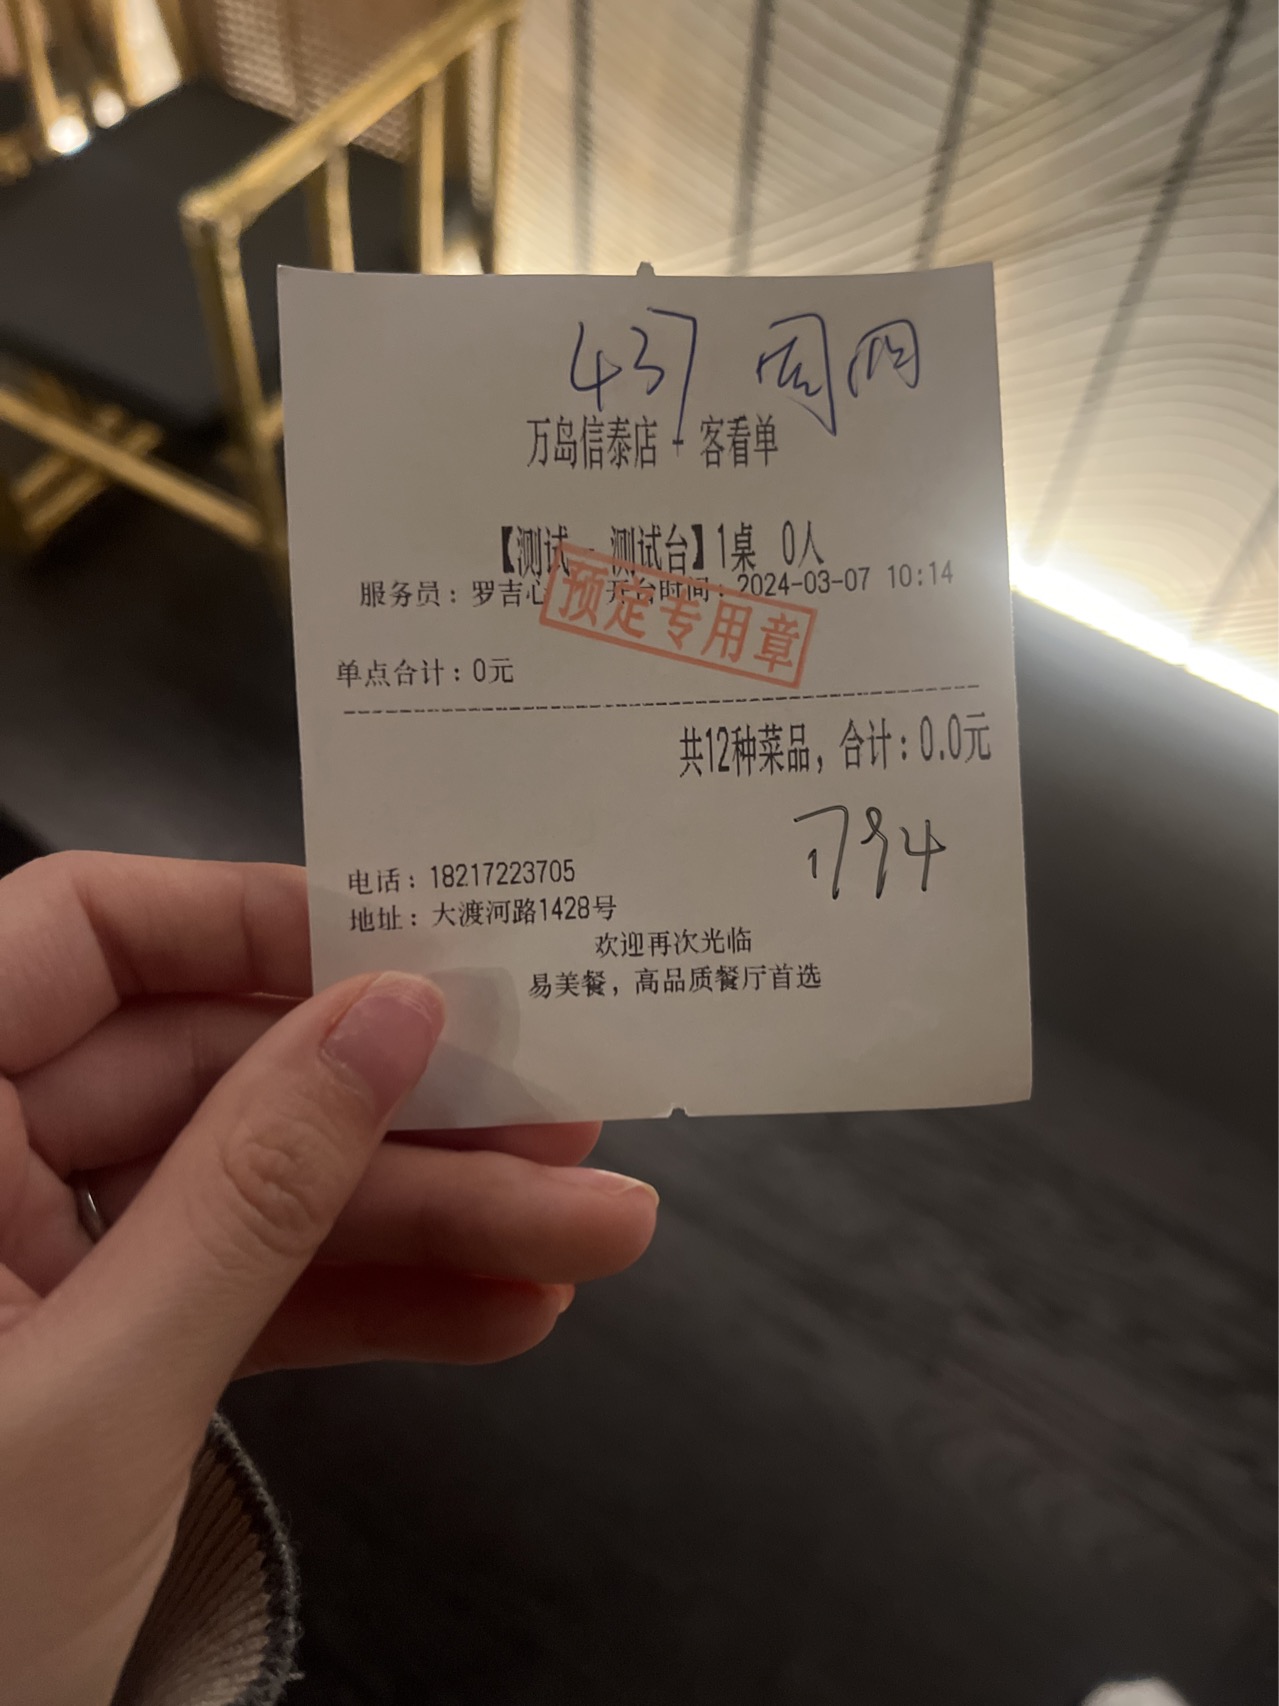 437 周四
万岛信泰店 - 客看单
【测试 - 测试台】1桌 0人
服务员：罗吉心 开台时间：2024-03-07 10:14
预定专用章
单点合计：0元
共12种菜品，合计：0.0元
电话：18217223705
地址：大渡河路1428号
欢迎再次光临
易美餐，高品质餐厅首选